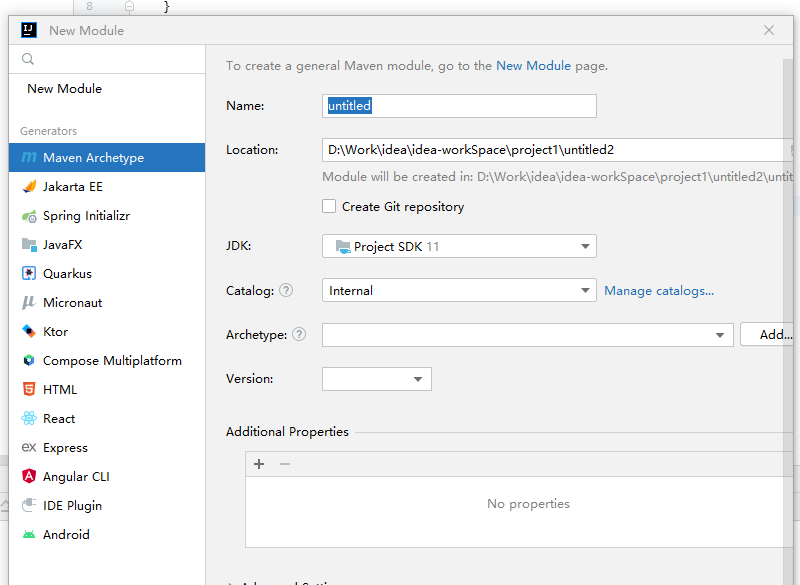 8 }
New Module
To create a general Maven module, go to the New Module page.
New Module
Name: untitled
Generators
Location: D:\Work\idea\idea-workSpace\project1\untitled2
Maven Archetype
Module will be created in: D:\Work\idea\idea-workSpace\project1\untitled2\untit
Jakarta EE
Create Git repository
Spring Initializr
JavaFX
JDK: Project SDK 11
Quarkus
Catalog: ? Internal Manage catalogs...
Micronaut
Ktor
Archetype: ? Add...
Compose Multiplatform
Version:
HTML
React
Additional Properties
ex Express
Angular CLI
+ −
IDE Plugin
No properties
Android